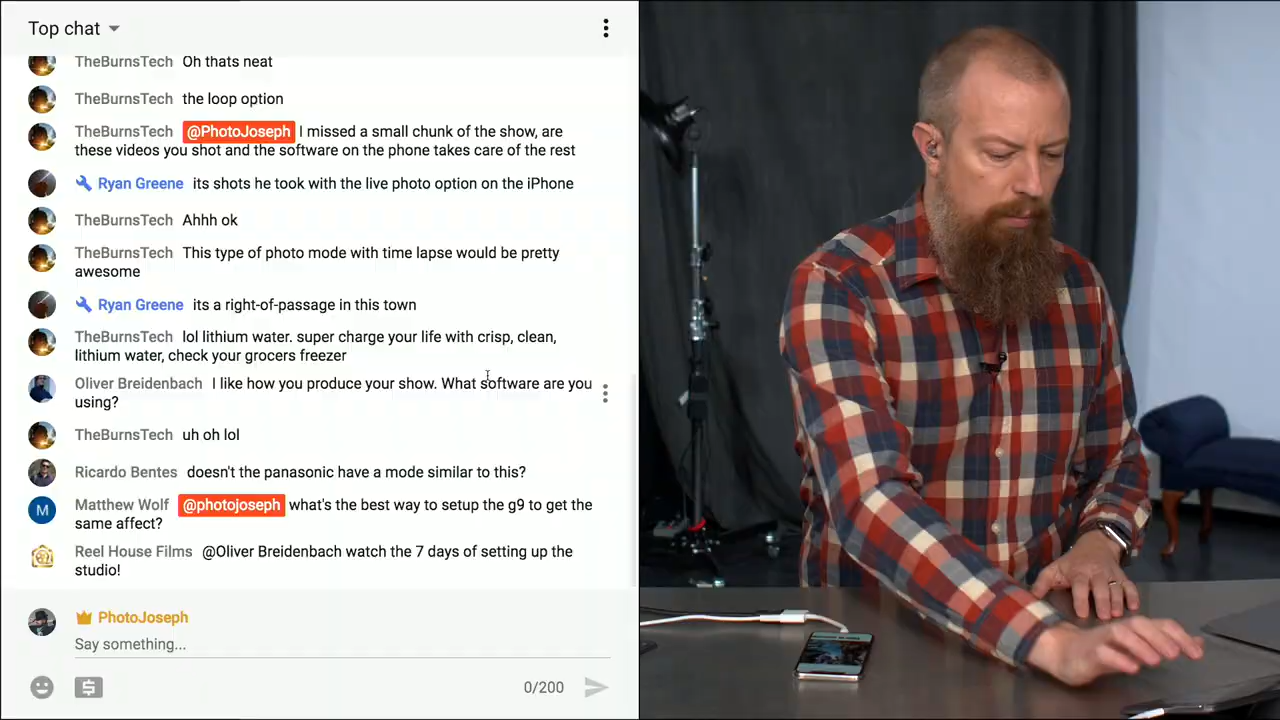 Top chat
TheBurnsTech Oh thats neat
TheBurnsTech the loop option
TheBurnsTech @PhotoJoseph I missed a small chunk of the show, are
these videos you shot and the software on the phone takes care of the rest
Ryan Greene its shots he took with the live photo option on the iPhone
TheBurnsTech Ahhh ok
TheBurnsTech This type of photo mode with time lapse would be pretty
awesome
Ryan Greene its a right-of-passage in this town
TheBurnsTech lol lithium water. super charge your life with crisp, clean,
lithium water, check your grocers freezer
Oliver Breidenbach I like how you produce your show. What software are you
using?
TheBurnsTech uh oh lol
Ricardo Bentes doesn't the panasonic have a mode similar to this?
M
Matthew Wolf @photojoseph what's the best way to setup the g9 to get the
same affect?
Reel House Films @Oliver Breidenbach watch the 7 days of setting up the
studio!
PhotoJoseph
Say something...
0/200